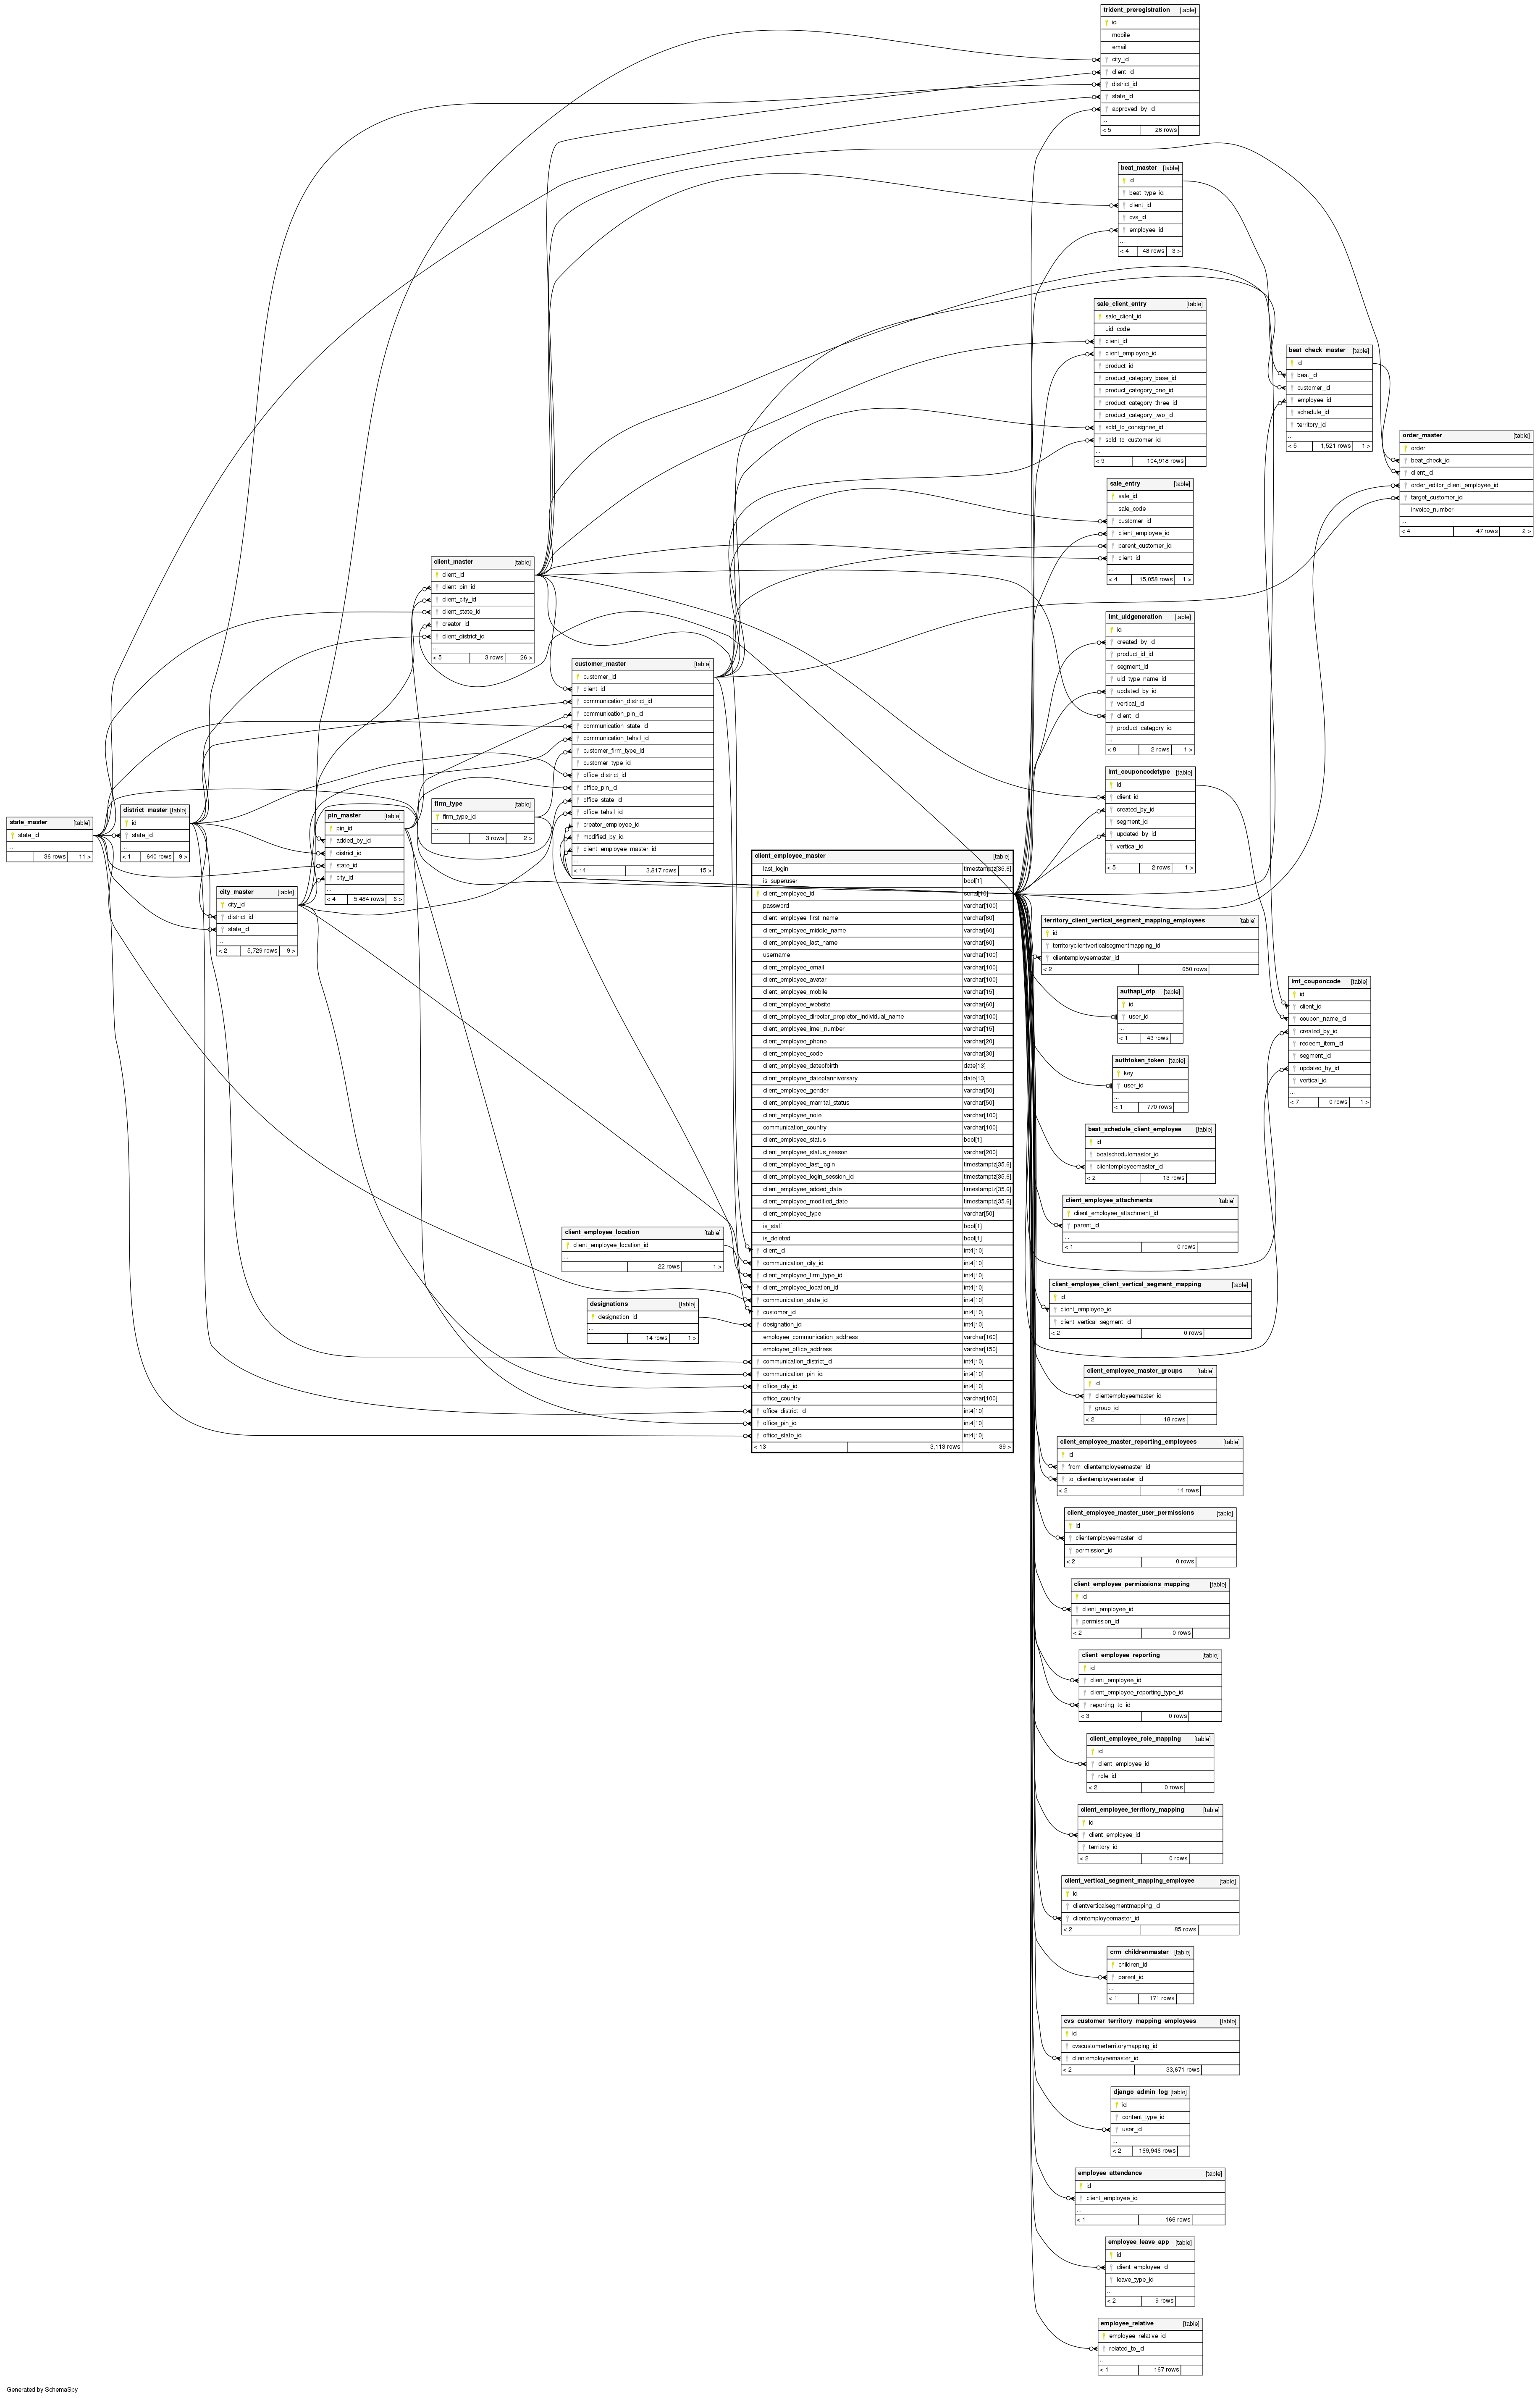 trident_preregistration [table]
id
mobile
email
city_id
client_id
district_id
state_id
approved_by_id
...
< 5 26 rows
beat_master [table]
id
beat_type_id
client_id
cvs_id
employee_id
...
< 4 48 rows 3 >
sale_client_entry [table]
sale_client_id
uid_code
client_id
client_employee_id
product_id
product_category_base_id
product_category_one_id
product_category_three_id
product_category_two_id
sold_to_consignee_id
sold_to_customer_id
...
< 9 104,918 rows
beat_check_master [table]
id
beat_id
customer_id
employee_id
schedule_id
territory_id
...
< 5 1,521 rows 1 >
order_master [table]
order
beat_check_id
client_id
order_editor_client_employee_id
target_customer_id
invoice_number
...
< 4 47 rows 2 >
sale_entry [table]
sale_id
sale_code
customer_id
client_employee_id
parent_customer_id
client_id
...
< 4 15,058 rows 1 >
client_master [table]
client_id
client_pin_id
client_city_id
client_state_id
creator_id
client_district_id
...
< 5 3 rows 26 >
lmt_uidgeneration [table]
id
created_by_id
product_id_id
segment_id
uid_type_name_id
updated_by_id
vertical_id
client_id
product_category_id
...
< 8 2 rows 1 >
customer_master [table]
customer_id
client_id
communication_district_id
communication_pin_id
communication_state_id
communication_tehsil_id
customer_firm_type_id
customer_type_id
office_district_id
office_pin_id
office_state_id
office_tehsil_id
creator_employee_id
modified_by_id
client_employee_master_id
...
< 14 3,817 rows 15 >
lmt_couponcodetype [table]
id
client_id
created_by_id
segment_id
updated_by_id
vertical_id
...
< 5 2 rows 1 >
state_master [table]
state_id
...
36 rows 11 >
district_master [table]
id
state_id
...
< 1 640 rows 9 >
pin_master [table]
pin_id
added_by_id
district_id
state_id
city_id
...
< 4 5,484 rows 6 >
firm_type [table]
firm_type_id
...
3 rows 2 >
city_master [table]
city_id
district_id
state_id
...
< 2 5,729 rows 9 >
client_employee_master [table]
last_login timestamptz[35,6]
is_superuser bool[1]
client_employee_id serial[10]
password varchar[100]
client_employee_first_name varchar[60]
client_employee_middle_name varchar[60]
client_employee_last_name varchar[60]
username varchar[100]
client_employee_email varchar[100]
client_employee_avatar varchar[100]
client_employee_mobile varchar[15]
client_employee_website varchar[60]
client_employee_director_propietor_individual_name varchar[100]
client_employee_imei_number varchar[15]
client_employee_phone varchar[20]
client_employee_code varchar[30]
client_employee_dateofbirth date[13]
client_employee_dateofanniversary date[13]
client_employee_gender varchar[50]
client_employee_marrital_status varchar[50]
client_employee_note varchar[100]
communication_country varchar[100]
client_employee_status bool[1]
client_employee_status_reason varchar[200]
client_employee_last_login timestamptz[35,6]
client_employee_login_session_id timestamptz[35,6]
client_employee_added_date timestamptz[35,6]
client_employee_modified_date timestamptz[35,6]
client_employee_type varchar[50]
is_staff bool[1]
is_deleted bool[1]
client_id int4[10]
communication_city_id int4[10]
client_employee_firm_type_id int4[10]
client_employee_location_id int4[10]
communication_state_id int4[10]
customer_id int4[10]
designation_id int4[10]
employee_communication_address varchar[160]
employee_office_address varchar[150]
communication_district_id int4[10]
communication_pin_id int4[10]
office_city_id int4[10]
office_country varchar[100]
office_district_id int4[10]
office_pin_id int4[10]
office_state_id int4[10]
< 13 3,113 rows 39 >
client_employee_location [table]
client_employee_location_id
...
22 rows 1 >
designations [table]
designation_id
...
14 rows 1 >
territory_client_vertical_segment_mapping_employees [table]
id
territoryclientverticalsegmentmapping_id
clientemployeemaster_id
< 2 650 rows
authapi_otp [table]
id
user_id
...
< 1 43 rows
lmt_couponcode [table]
id
client_id
coupon_name_id
created_by_id
redeem_item_id
segment_id
updated_by_id
vertical_id
...
< 7 0 rows 1 >
authtoken_token [table]
key
user_id
...
< 1 770 rows
beat_schedule_client_employee [table]
id
beatschedulemaster_id
clientemployeemaster_id
< 2 13 rows
client_employee_attachments [table]
client_employee_attachment_id
parent_id
...
< 1 0 rows
client_employee_client_vertical_segment_mapping [table]
id
client_employee_id
client_vertical_segment_id
< 2 0 rows
client_employee_master_groups [table]
id
clientemployeemaster_id
group_id
< 2 18 rows
client_employee_master_reporting_employees [table]
id
from_clientemployeemaster_id
to_clientemployeemaster_id
< 2 14 rows
client_employee_master_user_permissions [table]
id
clientemployeemaster_id
permission_id
< 2 0 rows
client_employee_permissions_mapping [table]
id
client_employee_id
permission_id
< 2 0 rows
client_employee_reporting [table]
id
client_employee_id
client_employee_reporting_type_id
reporting_to_id
< 3 0 rows
client_employee_role_mapping [table]
id
client_employee_id
role_id
< 2 0 rows
client_employee_territory_mapping [table]
id
client_employee_id
territory_id
< 2 0 rows
client_vertical_segment_mapping_employee [table]
id
clientverticalsegmentmapping_id
clientemployeemaster_id
< 2 85 rows
crm_childrenmaster [table]
children_id
parent_id
...
< 1 171 rows
cvs_customer_territory_mapping_employees [table]
id
cvscustomerterritorymapping_id
clientemployeemaster_id
< 2 33,671 rows
django_admin_log [table]
id
content_type_id
user_id
...
< 2 169,946 rows
employee_attendance [table]
id
client_employee_id
...
< 1 166 rows
employee_leave_app [table]
id
client_employee_id
leave_type_id
...
< 2 9 rows
employee_relative [table]
employee_relative_id
related_to_id
...
< 1 167 rows
Generated by SchemaSpy